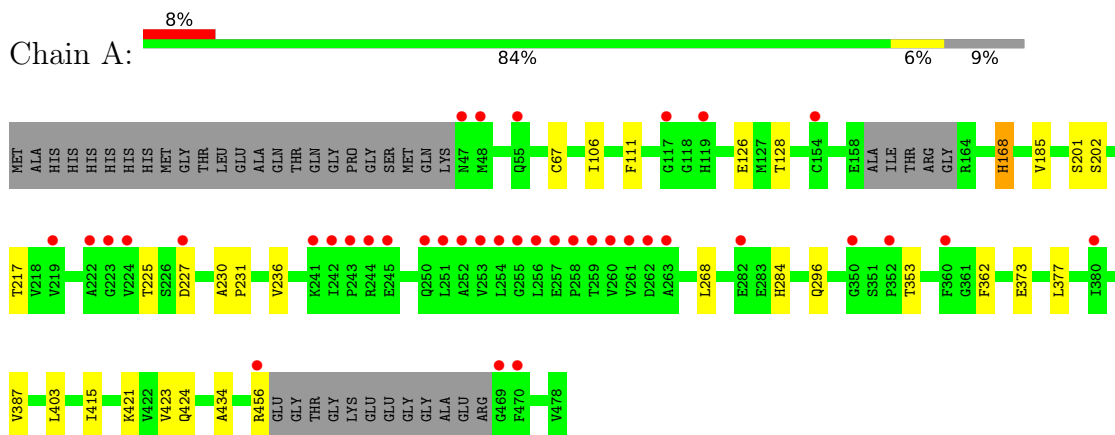 8%
Chain A:
84% 6% 9%
MET ALA HIS HIS HIS HIS HIS HIS MET GLY THR LEU GLU ALA GLN THR GLN GLY PRO GLY SER MET GLN LYS N47 M48 Q55 C67 I106 F111 G117 G118 H119 E126 M127 T128 C154 E158 ALA ILE THR ARG GLY R164 H168 V185 S201 S202
T217 V218 V219 A222 G223 V224 T225 S226 D227 A230 P231 V236 K241 I242 P243 R244 E245 Q250 L251 A252 V253 L254 G255 L256 E257 P258 T259 V260 V261 D262 A263 L268 E282 E283 H284 Q296 G350 S351 P352 T353 F360 G361 F362 E373 L377 I380
V387 L403 I415 K421 V422 V423 Q424 A434 R456 GLU GLY THR GLY LYS GLU GLU GLY GLY ALA GLU ARG G469 F470 V478